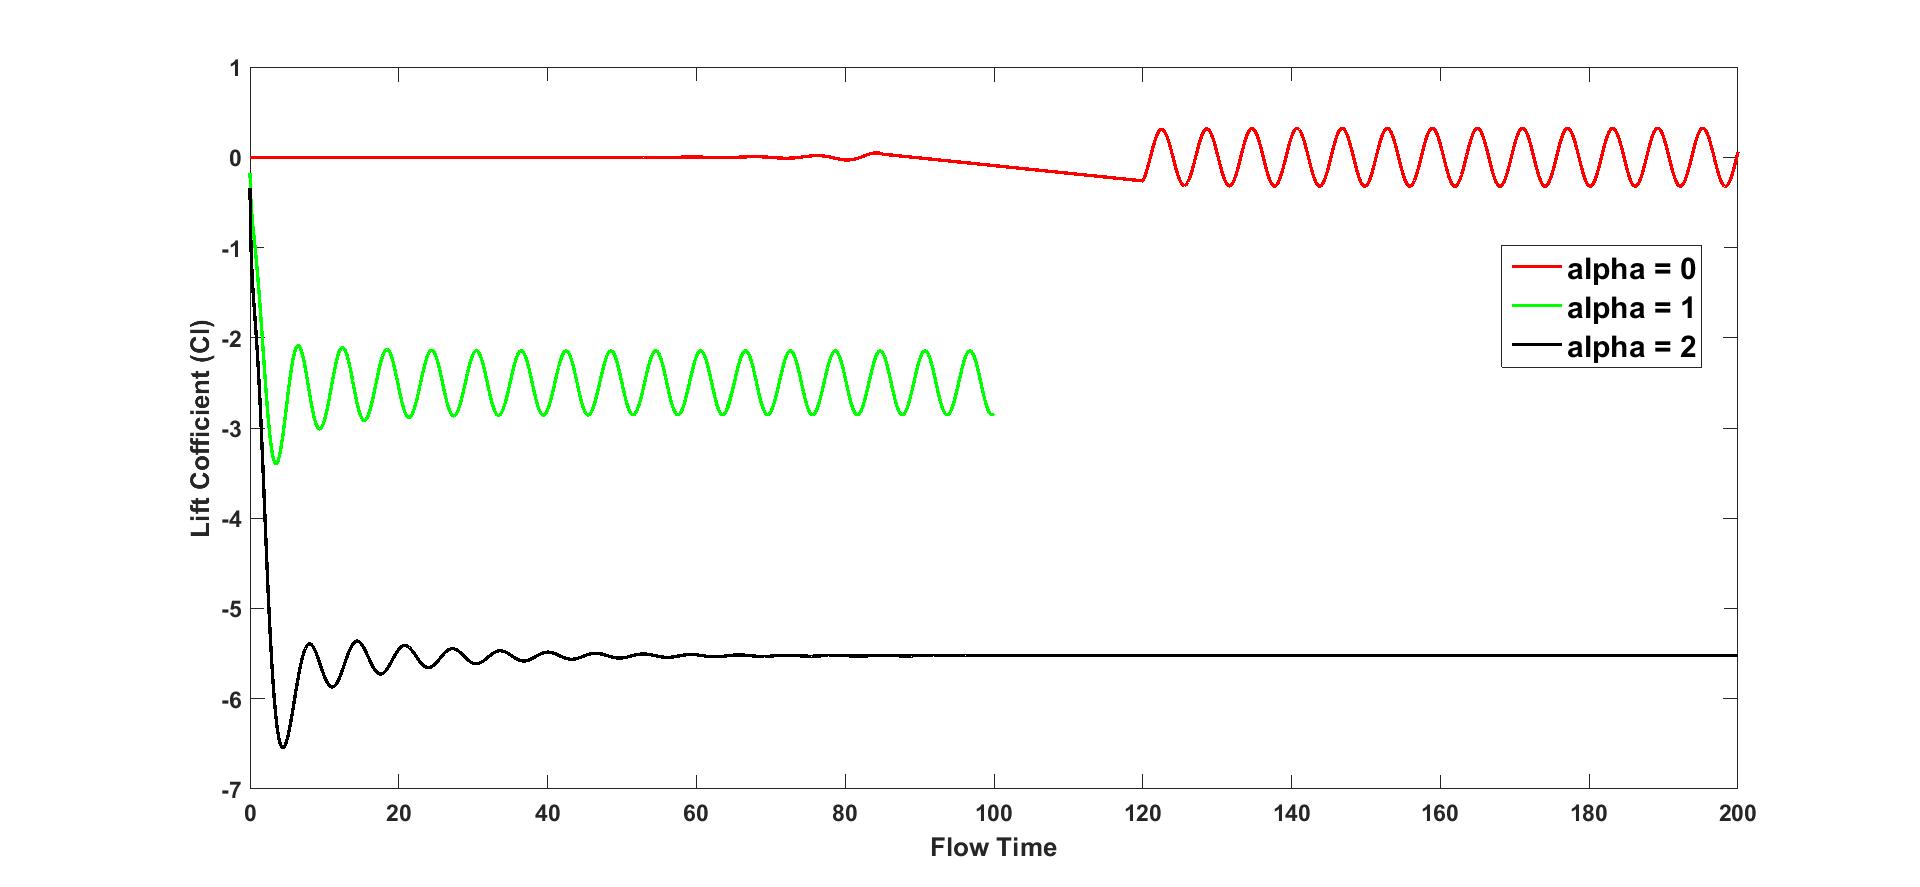 1
0
-1
-2
-3
-4
-5
-6
-7
Lift Cofficient (Cl)
alpha = 0
alpha = 1
alpha = 2
0 20 40 60 80 100 120 140 160 180 200
Flow Time